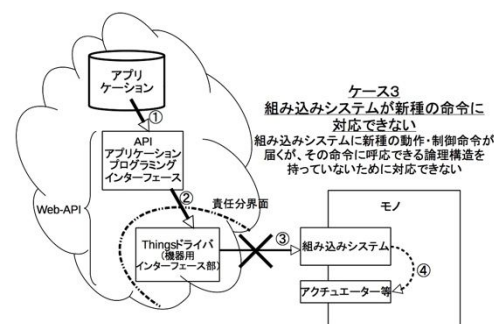 アプリ
ケーション
①
API
アプリケーション
プログラミング
インターフェース
Web-API
②
責任分界面
Thingsドライバ
(機器用
インターフェース部)
③
ケース3
組み込みシステムが新種の命令に
対応できない
組み込みシステムに新種の動作・制御命令が
届くが、その命令に呼応できる論理構造を
持っていないために対応できない
モノ
組み込みシステム
④
アクチュエーター等